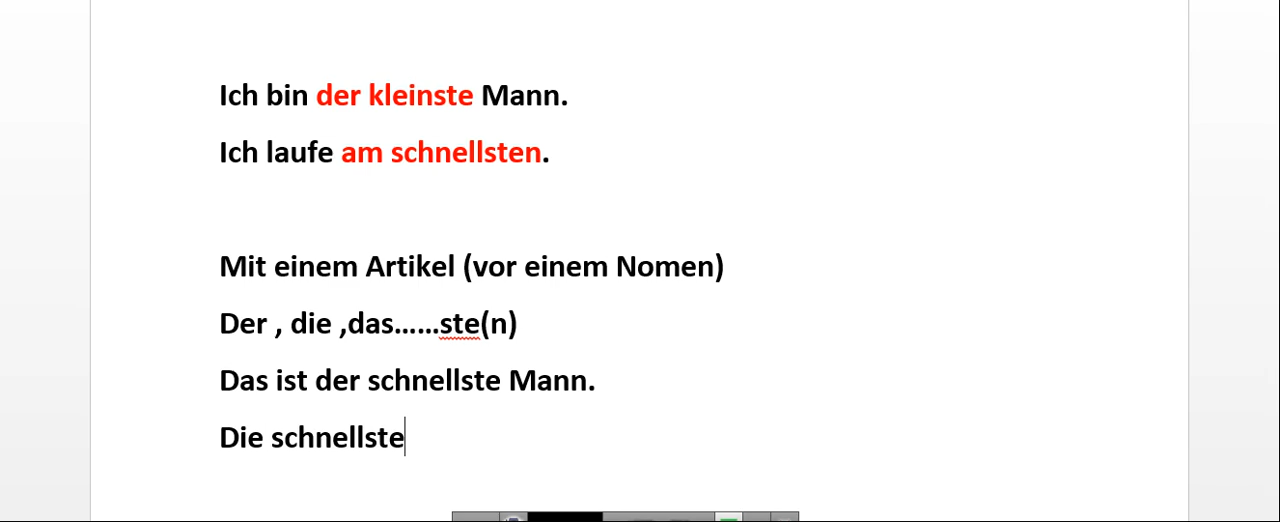 Ich bin der kleinste Mann.
Ich laufe am schnellsten.
Mit einem Artikel (vor einem Nomen)
Der , die ,das……ste(n)
Das ist der schnellste Mann.
Die schnellste